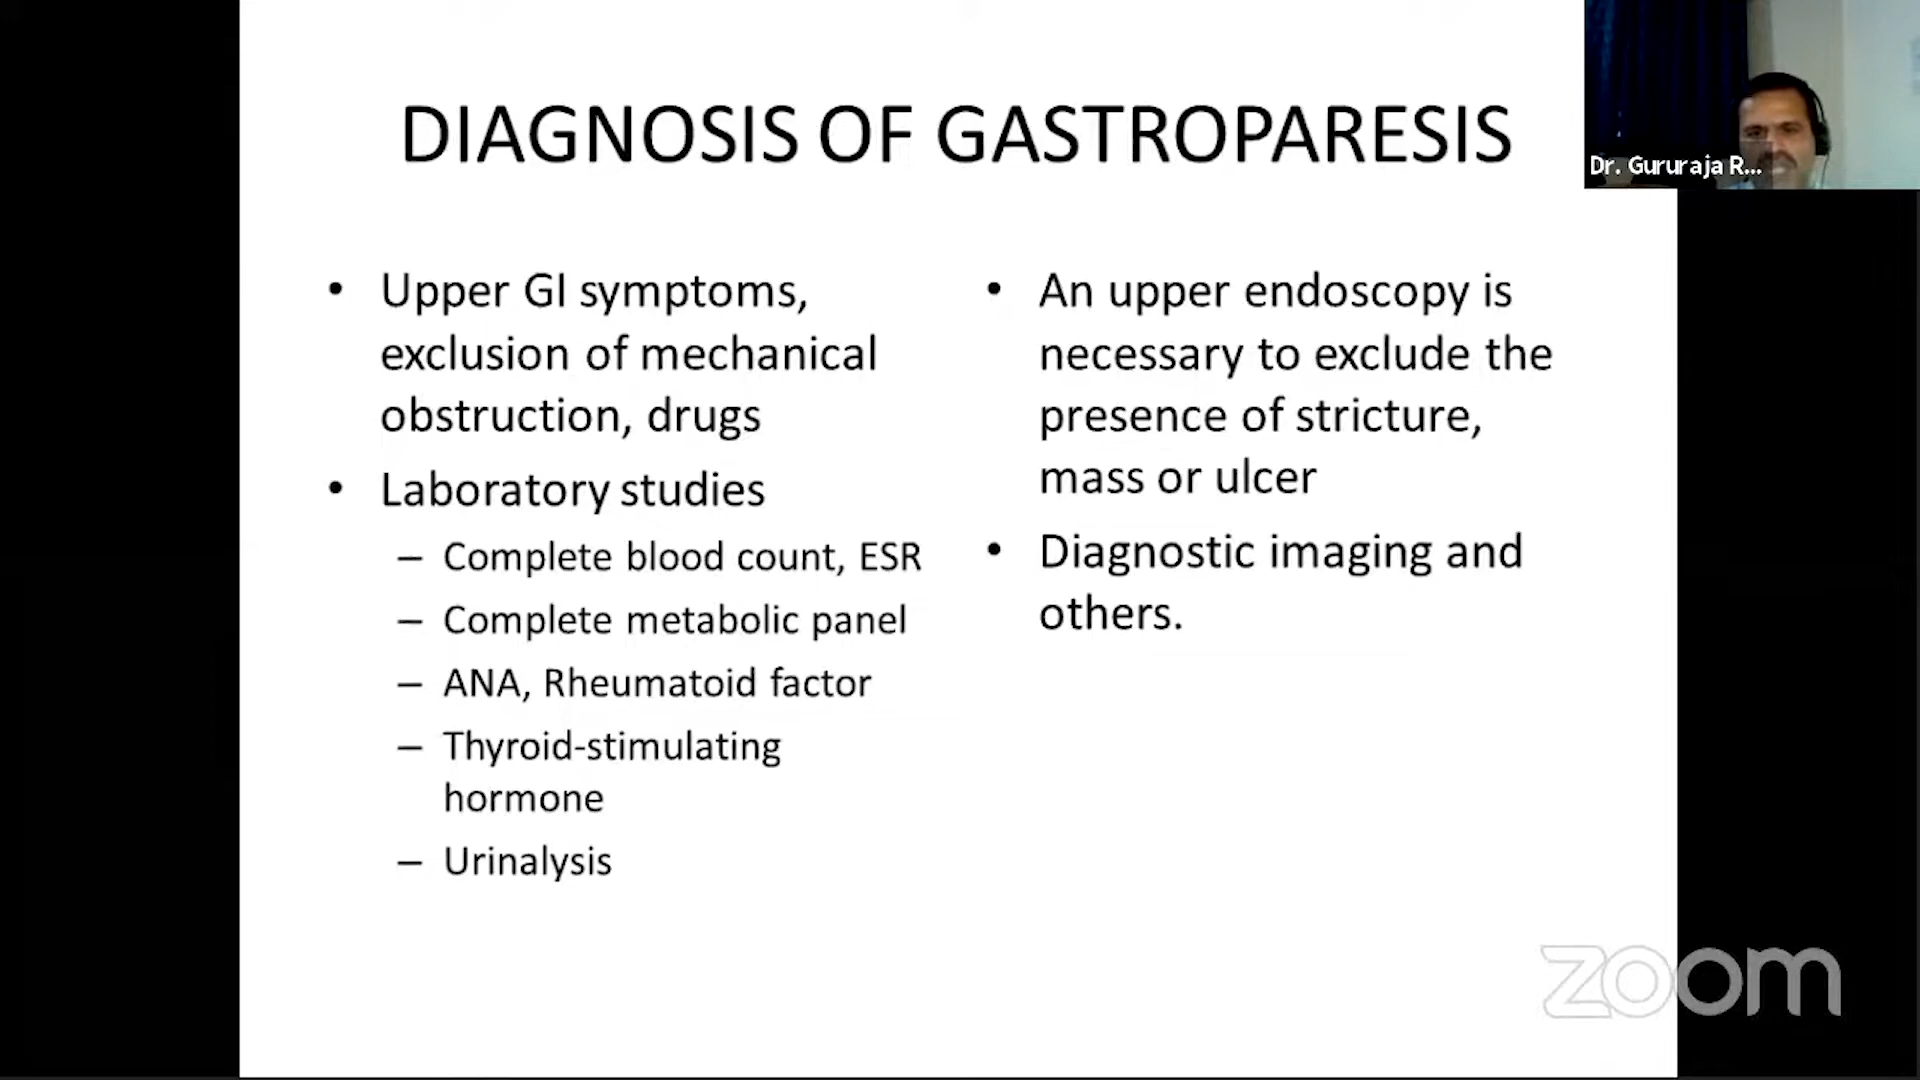 DIAGNOSIS OF GASTROPARESIS
Dr. Gururaja R...
• Upper GI symptoms,
exclusion of mechanical
obstruction, drugs
• Laboratory studies
– Complete blood count, ESR
– Complete metabolic panel
– ANA, Rheumatoid factor
– Thyroid-stimulating
hormone
– Urinalysis
• An upper endoscopy is
necessary to exclude the
presence of stricture,
mass or ulcer
• Diagnostic imaging and
others.
zoom